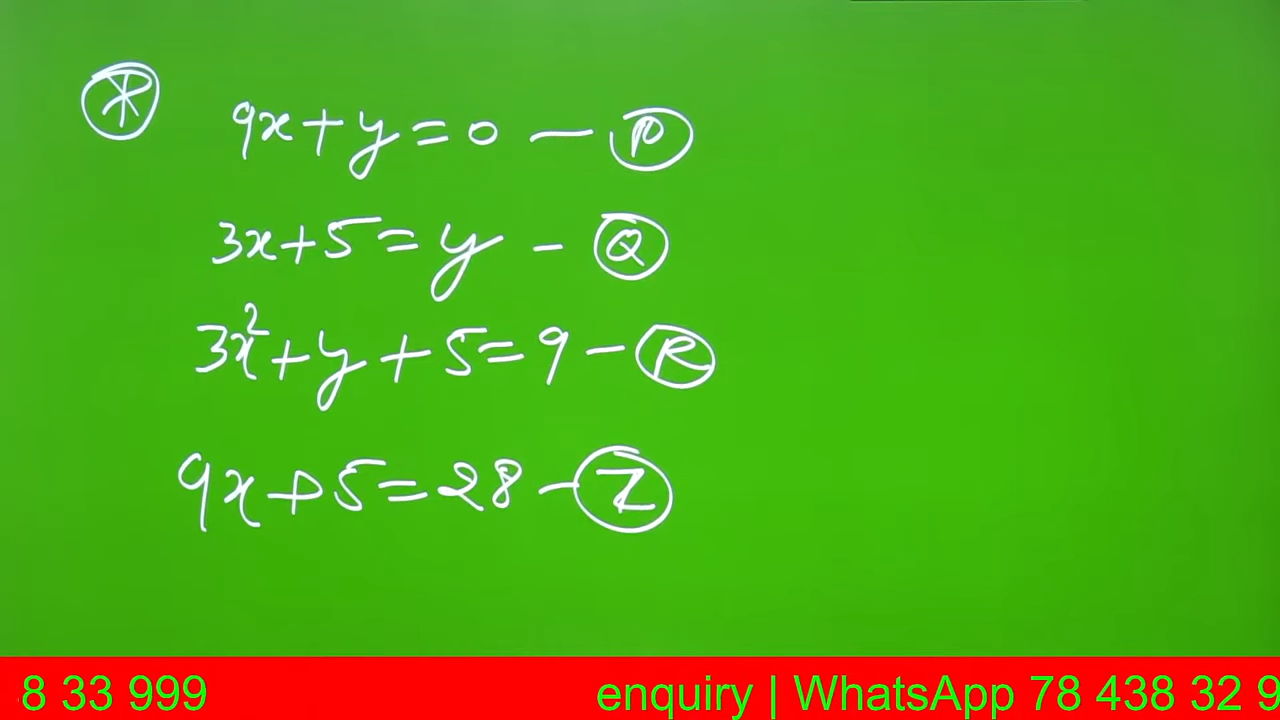 * 9x + y = 0 — P
3x + 5 = y - Q
3x² + y + 5 = 9 - R
9x + 5 = 28 - Z
8 33 999 enquiry | WhatsApp 78 438 32 9